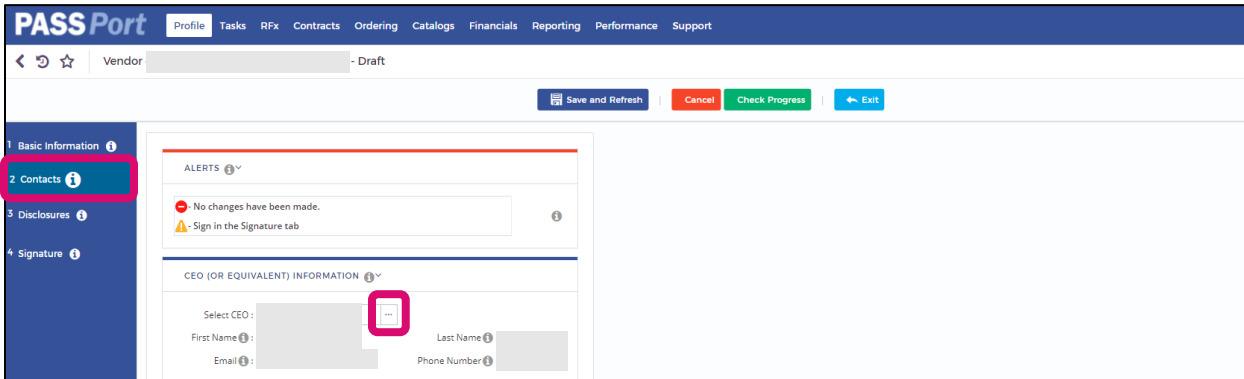 PASSPort Profile Tasks RFx Contracts Ordering Catalogs Financials Reporting Performance Support
Vendor - Draft
Save and Refresh Cancel Check Progress Exit
1 Basic Information
2 Contacts
3 Disclosures
4 Signature
ALERTS
- No changes have been made.
- Sign in the Signature tab
CEO (OR EQUIVALENT) INFORMATION
Select CEO : ...
First Name : Last Name
Email : Phone Number